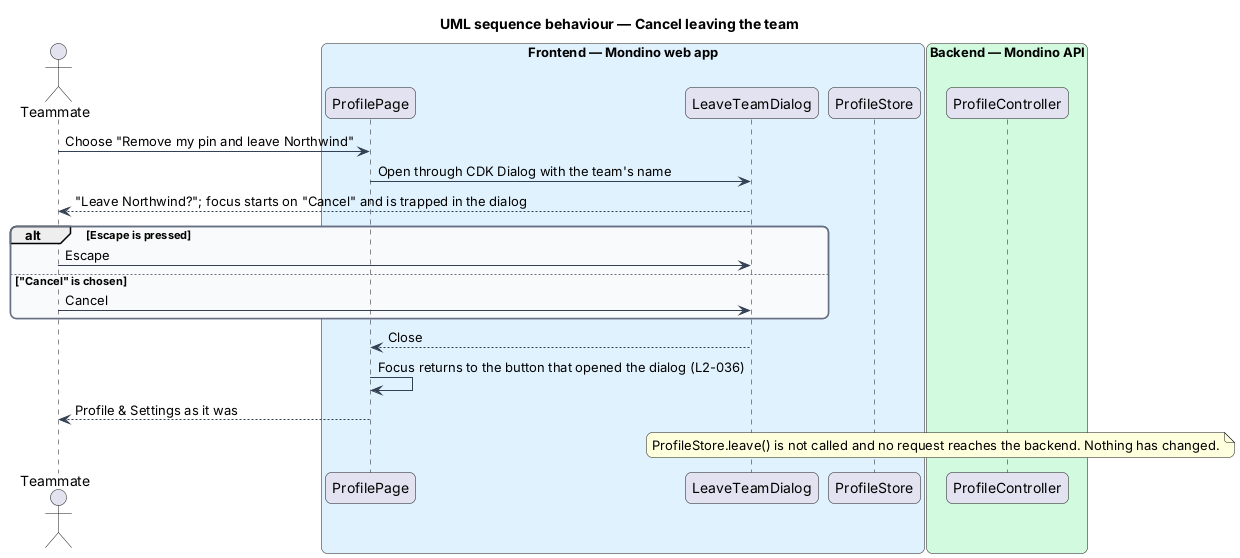 UML sequence behaviour — Cancel leaving the team
Frontend — Mondino web app
Backend — Mondino API
Teammate
ProfilePage
LeaveTeamDialog
ProfileStore
ProfileController
Choose "Remove my pin and leave Northwind"
Open through CDK Dialog with the team's name
"Leave Northwind?"; focus starts on "Cancel" and is trapped in the dialog
alt
[Escape is pressed]
Escape
["Cancel" is chosen]
Cancel
Close
Focus returns to the button that opened the dialog (L2-036)
Profile & Settings as it was
ProfileStore.leave() is not called and no request reaches the backend. Nothing has changed.
Teammate
ProfilePage
LeaveTeamDialog
ProfileStore
ProfileController